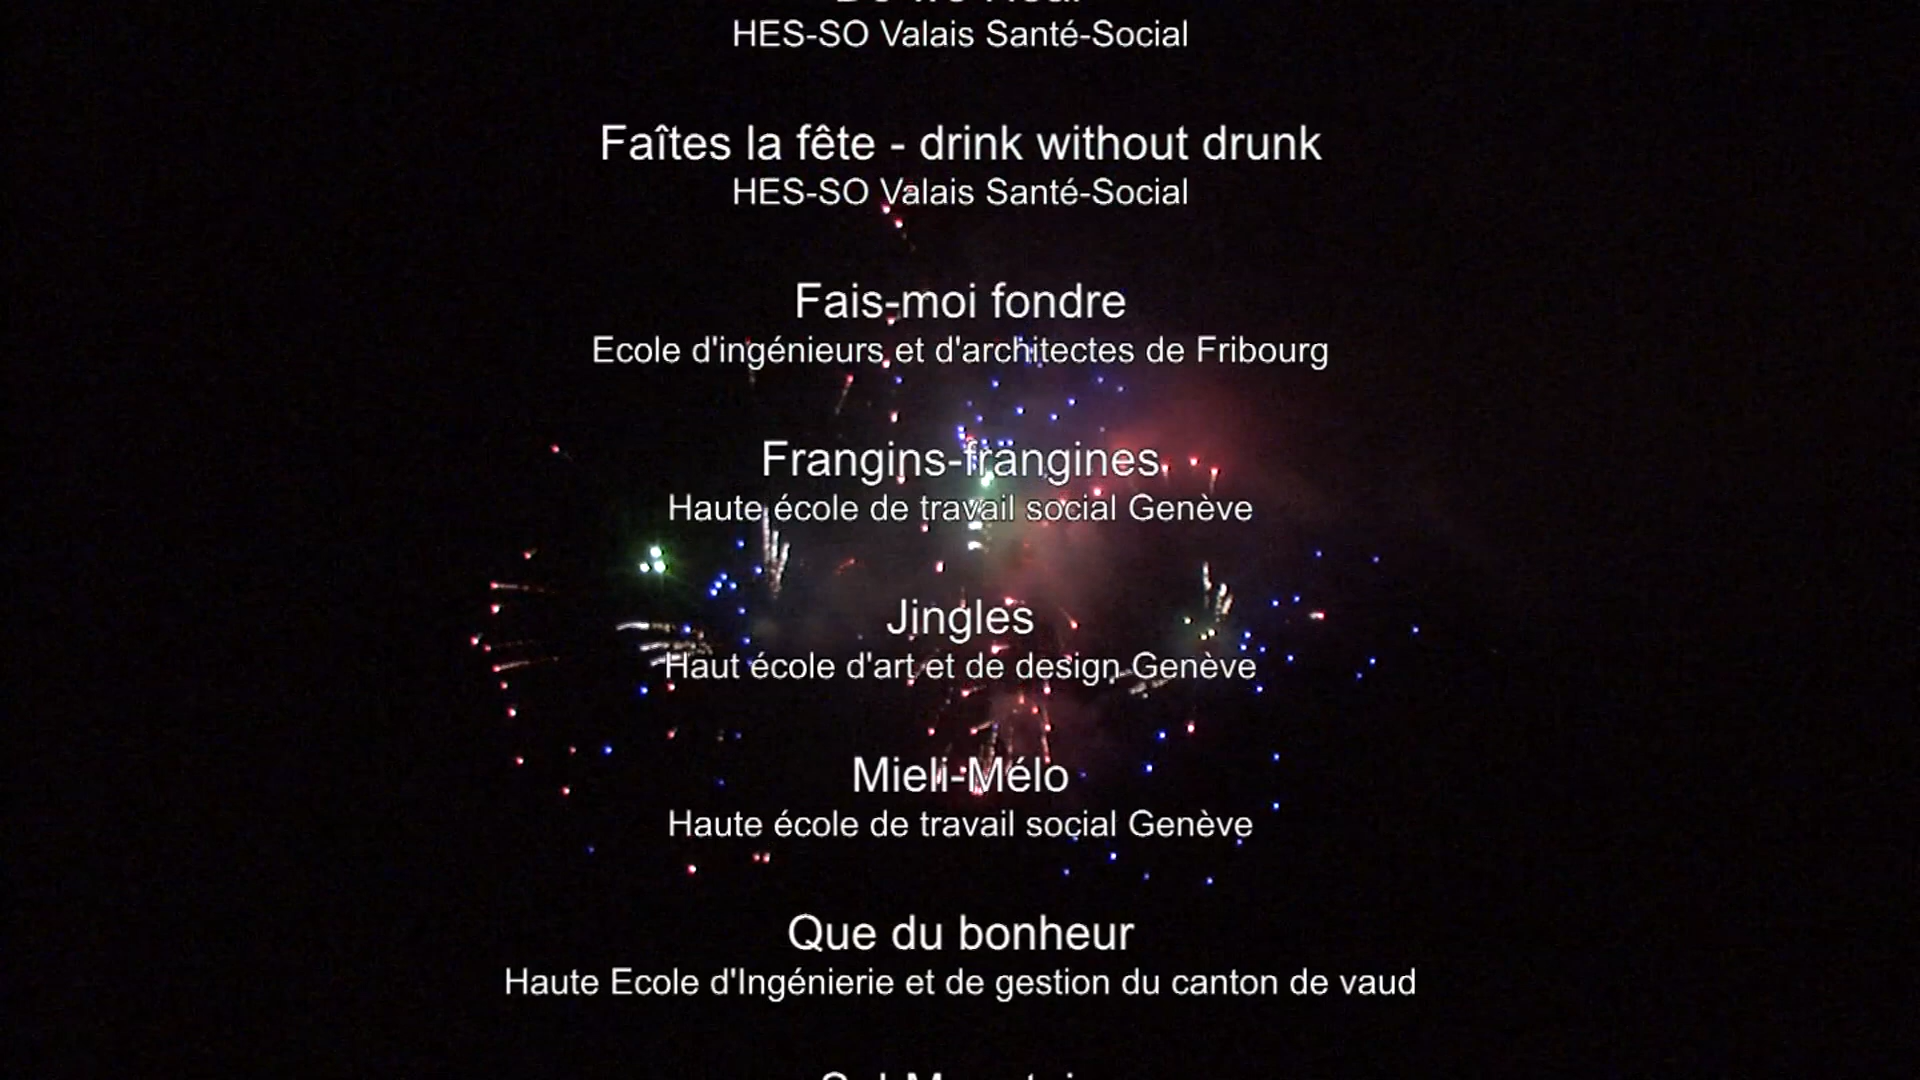 HES-SO Valais Santé-Social
Faîtes la fête - drink without drunk
HES-SO Valais Santé-Social
Fais-moi fondre
Ecole d'ingénieurs et d'architectes de Fribourg
Frangins-frangines
Haute école de travail social Genève
Jingles
Haut école d'art et de design Genève
Mieli-Mélo
Haute école de travail social Genève
Que du bonheur
Haute Ecole d'Ingénierie et de gestion du canton de vaud